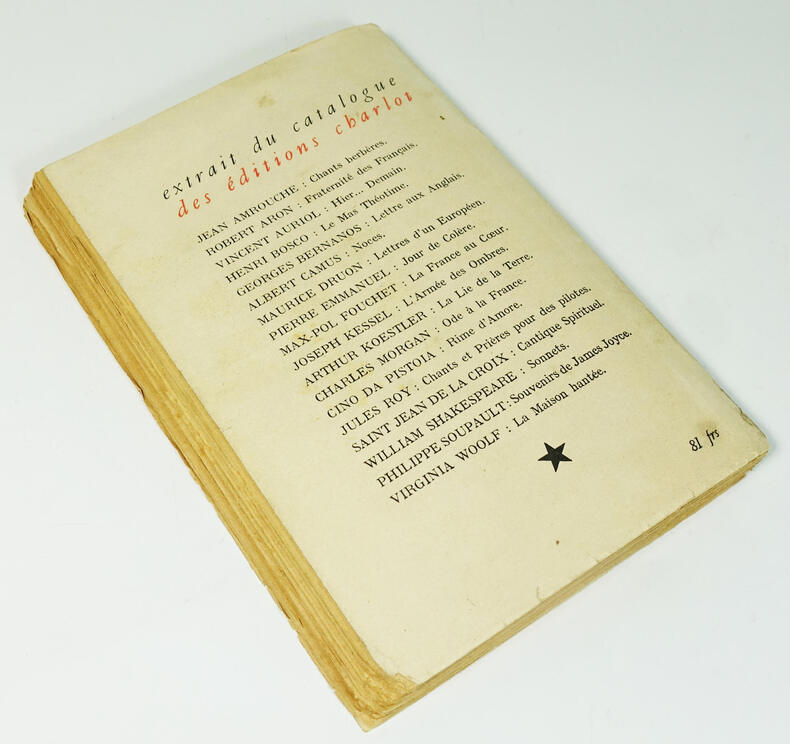 extrait du catalogue
des éditions charlot
JEAN AMROUCHE : Chants berbères.
ROBERT ARON : Fraternité des Français.
VINCENT AURIOL : Hier... Demain.
HENRI BOSCO : Le Mas Théotime.
GEORGES BERNANOS : Lettre aux Anglais.
ALBERT CAMUS : Noces.
MAURICE DRUON : Lettres d'un Européen.
PIERRE EMMANUEL : Jour de Colère.
MAX-POL FOUCHET : La France au Cœur.
JOSEPH KESSEL : L'Armée des Ombres.
ARTHUR KOESTLER : La Lie de la Terre.
CHARLES MORGAN : Ode à la France.
CINO DA PISTOIA : Rime d'Amore.
JULES ROY : Chants et Prières pour des pilotes.
SAINT JEAN DE LA CROIX : Cantique Spirituel.
WILLIAM SHAKESPEARE : Sonnets.
PHILIPPE SOUPAULT : Souvenirs de James Joyce.
VIRGINIA WOOLF : La Maison hantée.
81 frs